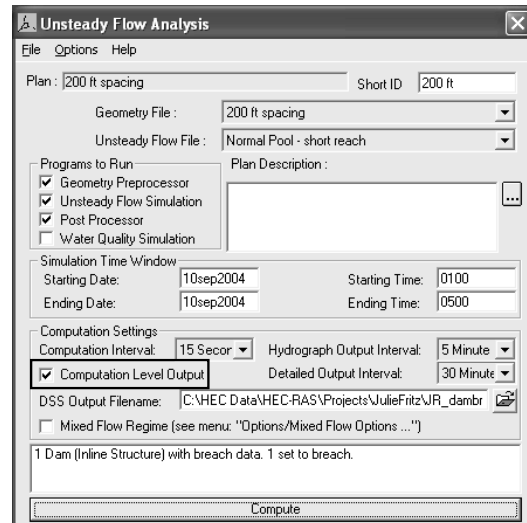 Unsteady Flow Analysis
File Options Help
Plan : 200 ft spacing Short ID 200 ft
Geometry File : 200 ft spacing
Unsteady Flow File : Normal Pool - short reach
Programs to Run Plan Description :
Geometry Preprocessor
Unsteady Flow Simulation
Post Processor
Water Quality Simulation
...
Simulation Time Window
Starting Date: 10sep2004 Starting Time: 0100
Ending Date: 10sep2004 Ending Time: 0500
Computation Settings
Computation Interval: 15 Secor Hydrograph Output Interval: 5 Minute
Computation Level Output Detailed Output Interval: 30 Minute
DSS Output Filename: C:\HEC Data\HEC-RAS\Projects\JulieFritz\JR_dambr
Mixed Flow Regime (see menu: "Options/Mixed Flow Options ...")
1 Dam (Inline Structure) with breach data. 1 set to breach.
Compute